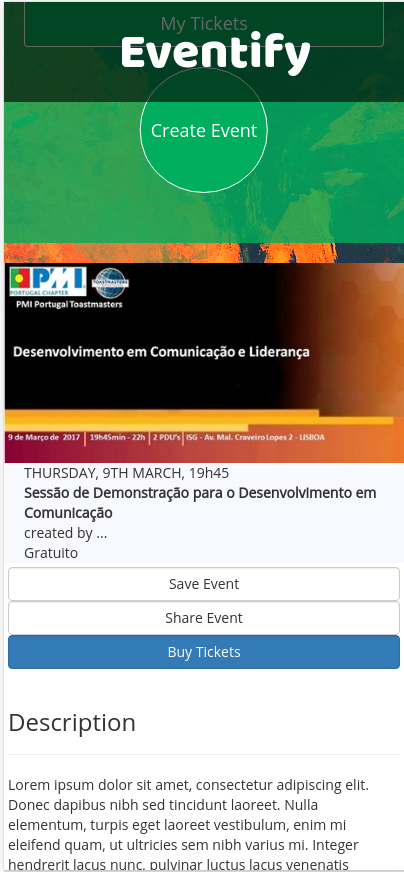 My Tickets
Eventify
Create Event
PMI
PORTUGAL CHAPTER
TOASTMASTERS
PMI Portugal Toastmasters
Desenvolvimento em Comunicação e Liderança
9 de Março de 2017 | 19h45min - 22h | 2 PDU's | ISG - Av. Mal. Craveiro Lopes 2 - LISBOA
THURSDAY, 9TH MARCH, 19h45
Sessão de Demonstração para o Desenvolvimento em
Comunicação
created by ...
Gratuito
Save Event
Share Event
Buy Tickets
Description
Lorem ipsum dolor sit amet, consectetur adipiscing elit.
Donec dapibus nibh sed tincidunt laoreet. Nulla
elementum, turpis eget laoreet vestibulum, enim mi
eleifend quam, ut ultricies sem nibh varius mi. Integer
hendrerit lacus nunc, pulvinar luctus lacus venenatis